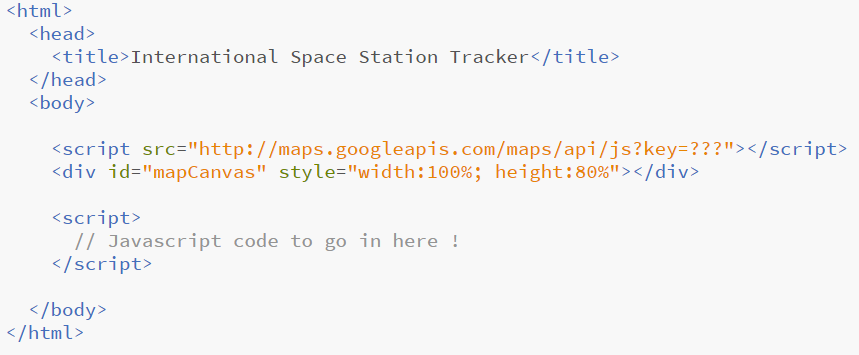 <html>
<head>
<title>International Space Station Tracker</title>
</head>
<body>
<script src="http://maps.googleapis.com/maps/api/js?key=???"></script>
<div id="mapCanvas" style="width:100%; height:80%"></div>
<script>
// Javascript code to go in here !
</script>
</body>
</html>